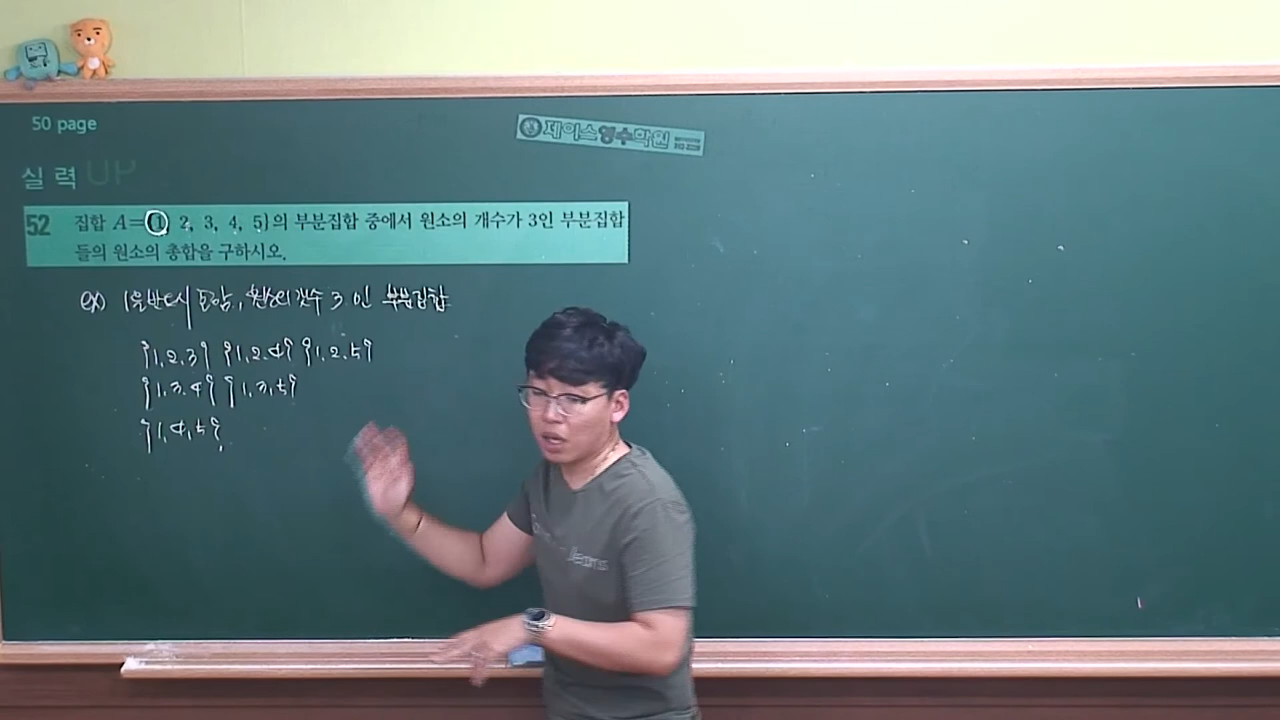 50 page
제이스영수학원
실력 UP
52 집합 A={1, 2, 3, 4, 5}의 부분집합 중에서 원소의 개수가 3인 부분집합
들의 원소의 총합을 구하시오.
ex) 1을 반드시 포함, 원소의 갯수 3인 부분집합
{1,2,3} {1,2,4} {1,2,5}
{1,3,4} {1,3,5}
{1,4,5}